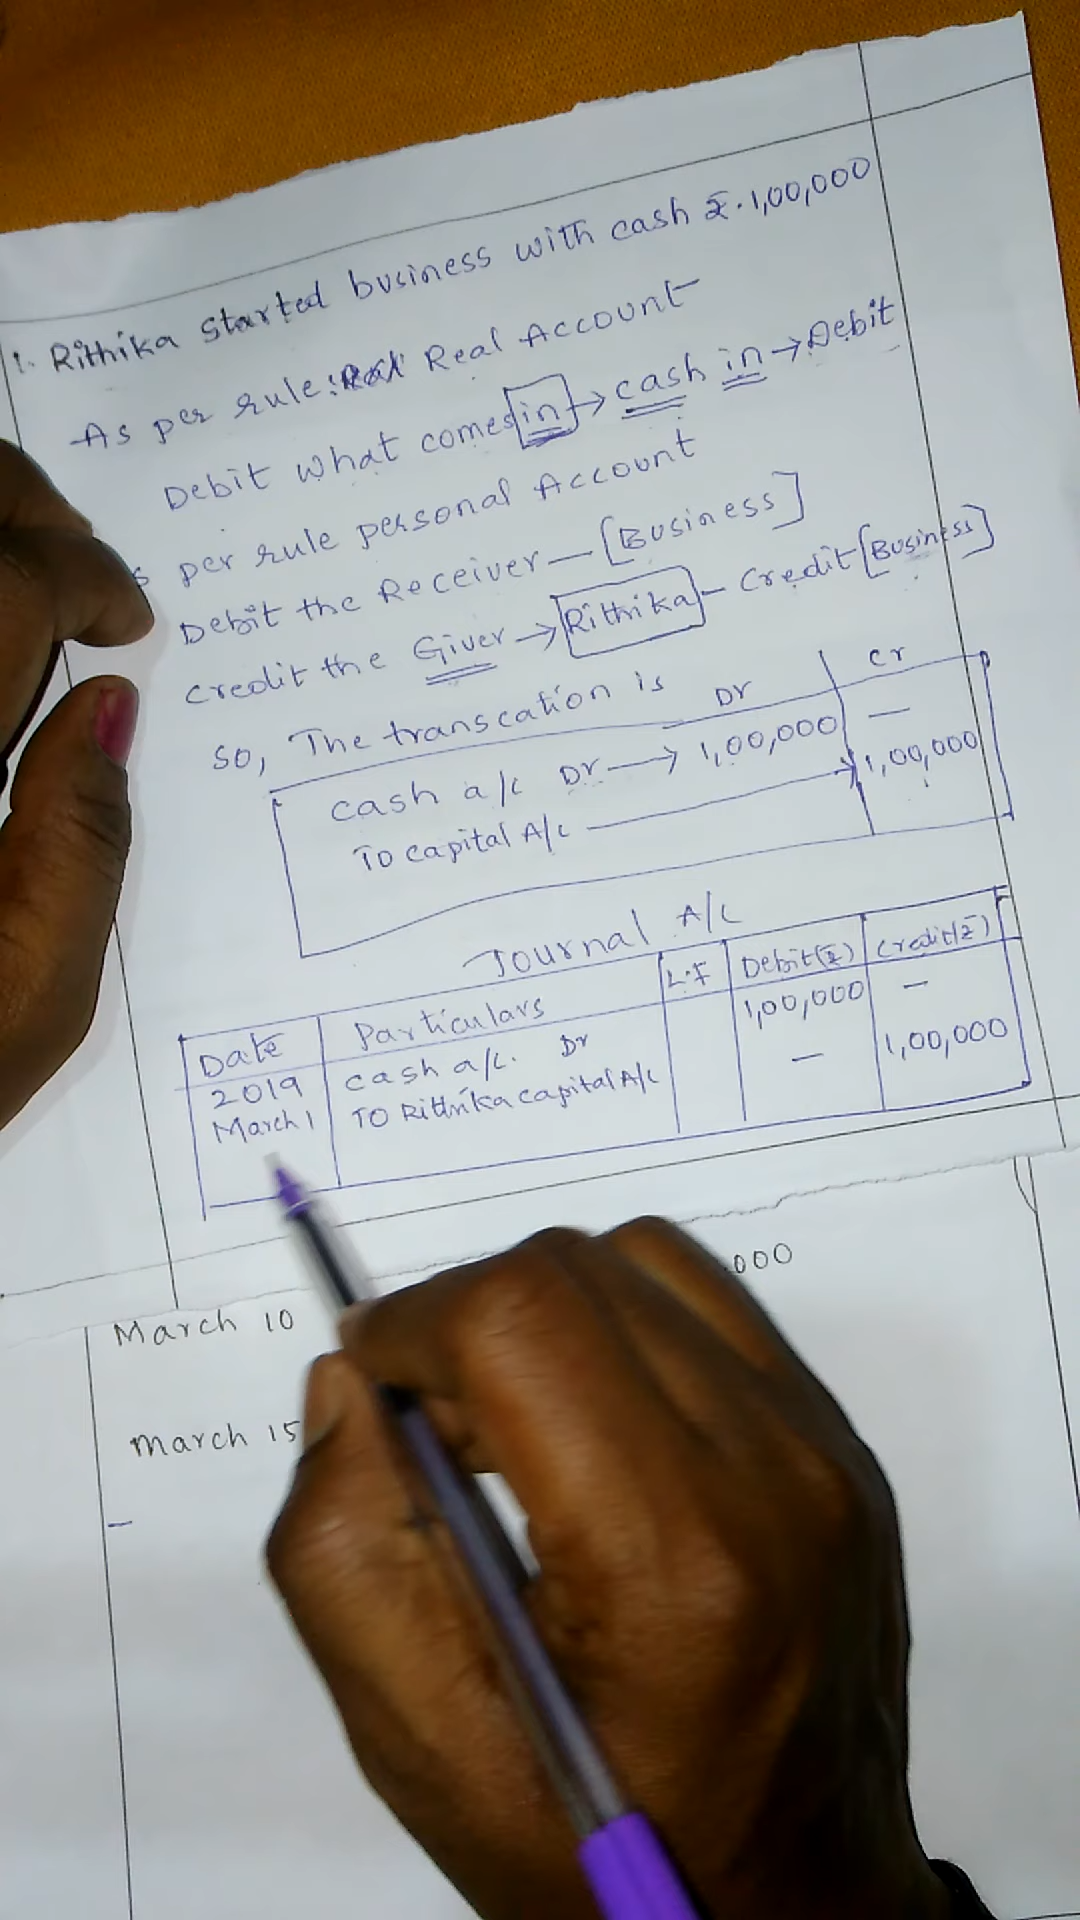 1. Rithika started business with cash ₹.1,00,000
As per rule: Real Account
Debit what comes in → cash in → Debit
per rule personal Account
Debit the Receiver — [Business]
credit the Giver → Rithrika - Credit [Business]
so, The transcation is Dr Cr
cash a/c Dr → 1,00,000 —
To capital A/c → 1,00,000
Journal A/c
Date Particulars L.F Debit(₹) credit(₹)
2019 cash a/c. Dr 1,00,000 —
March 1 To Rithrika capital A/c — 1,00,000
March 10 000
March 15